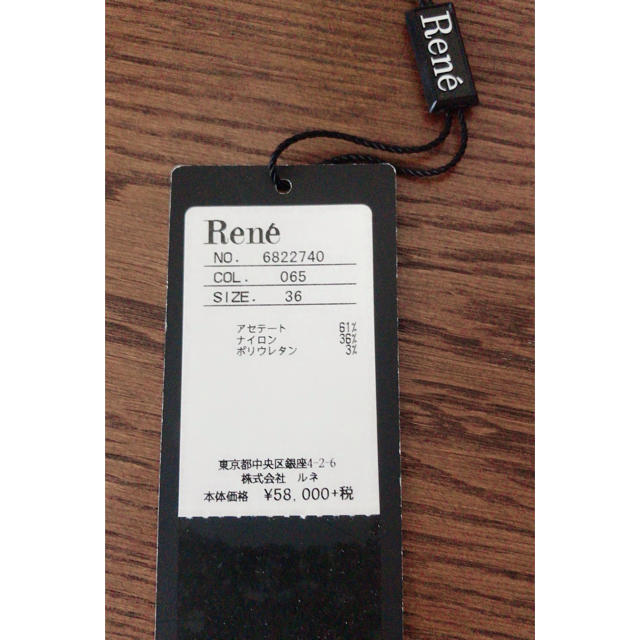 René
René
NO. 6822740
COL. 065
SIZE. 36
アセテート 61%
ナイロン 36%
ポリウレタン 3%
東京都中央区銀座4-2-6
株式会社 ルネ
本体価格 ¥58,000+税